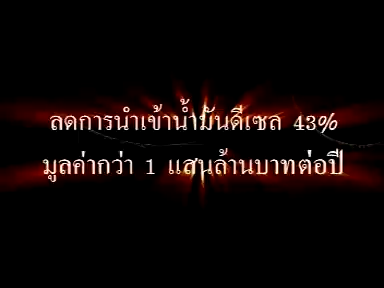 ลดการนำเข้าน้ำมันดีเซล 43%
มูลค่ากว่า 1 แสนล้านบาทต่อปี